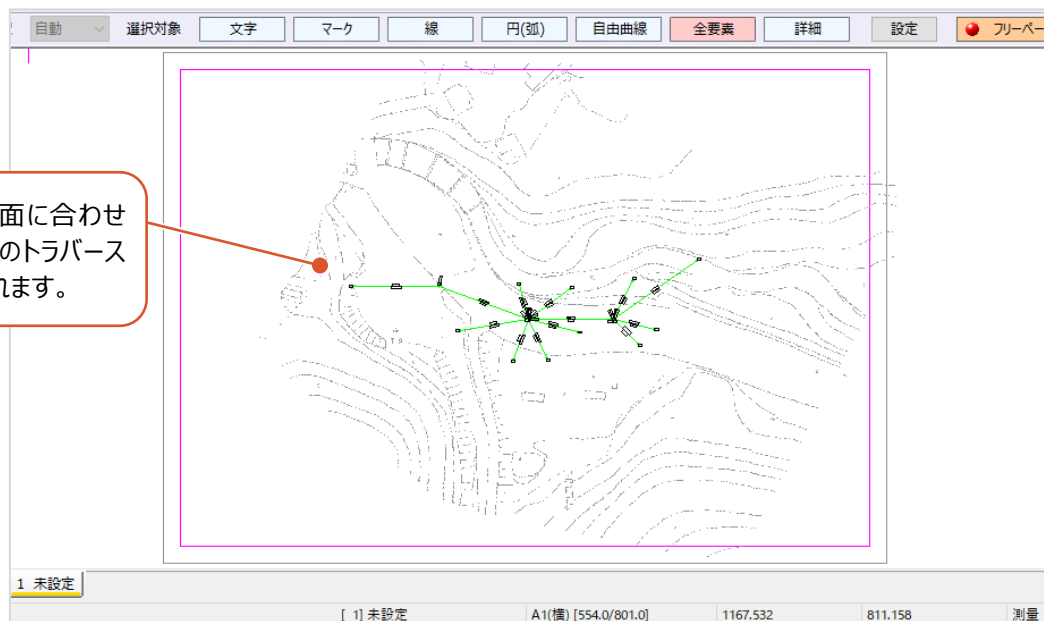 自動 選択対象 文字 マーク 線 円(弧) 自由曲線 全要素 詳細 設定 フリーペー
面に合わせ
のトラバース
れます。
1 未設定
[ 1] 未設定 A1(横) [554.0/801.0] 1167.532 811.158 測量